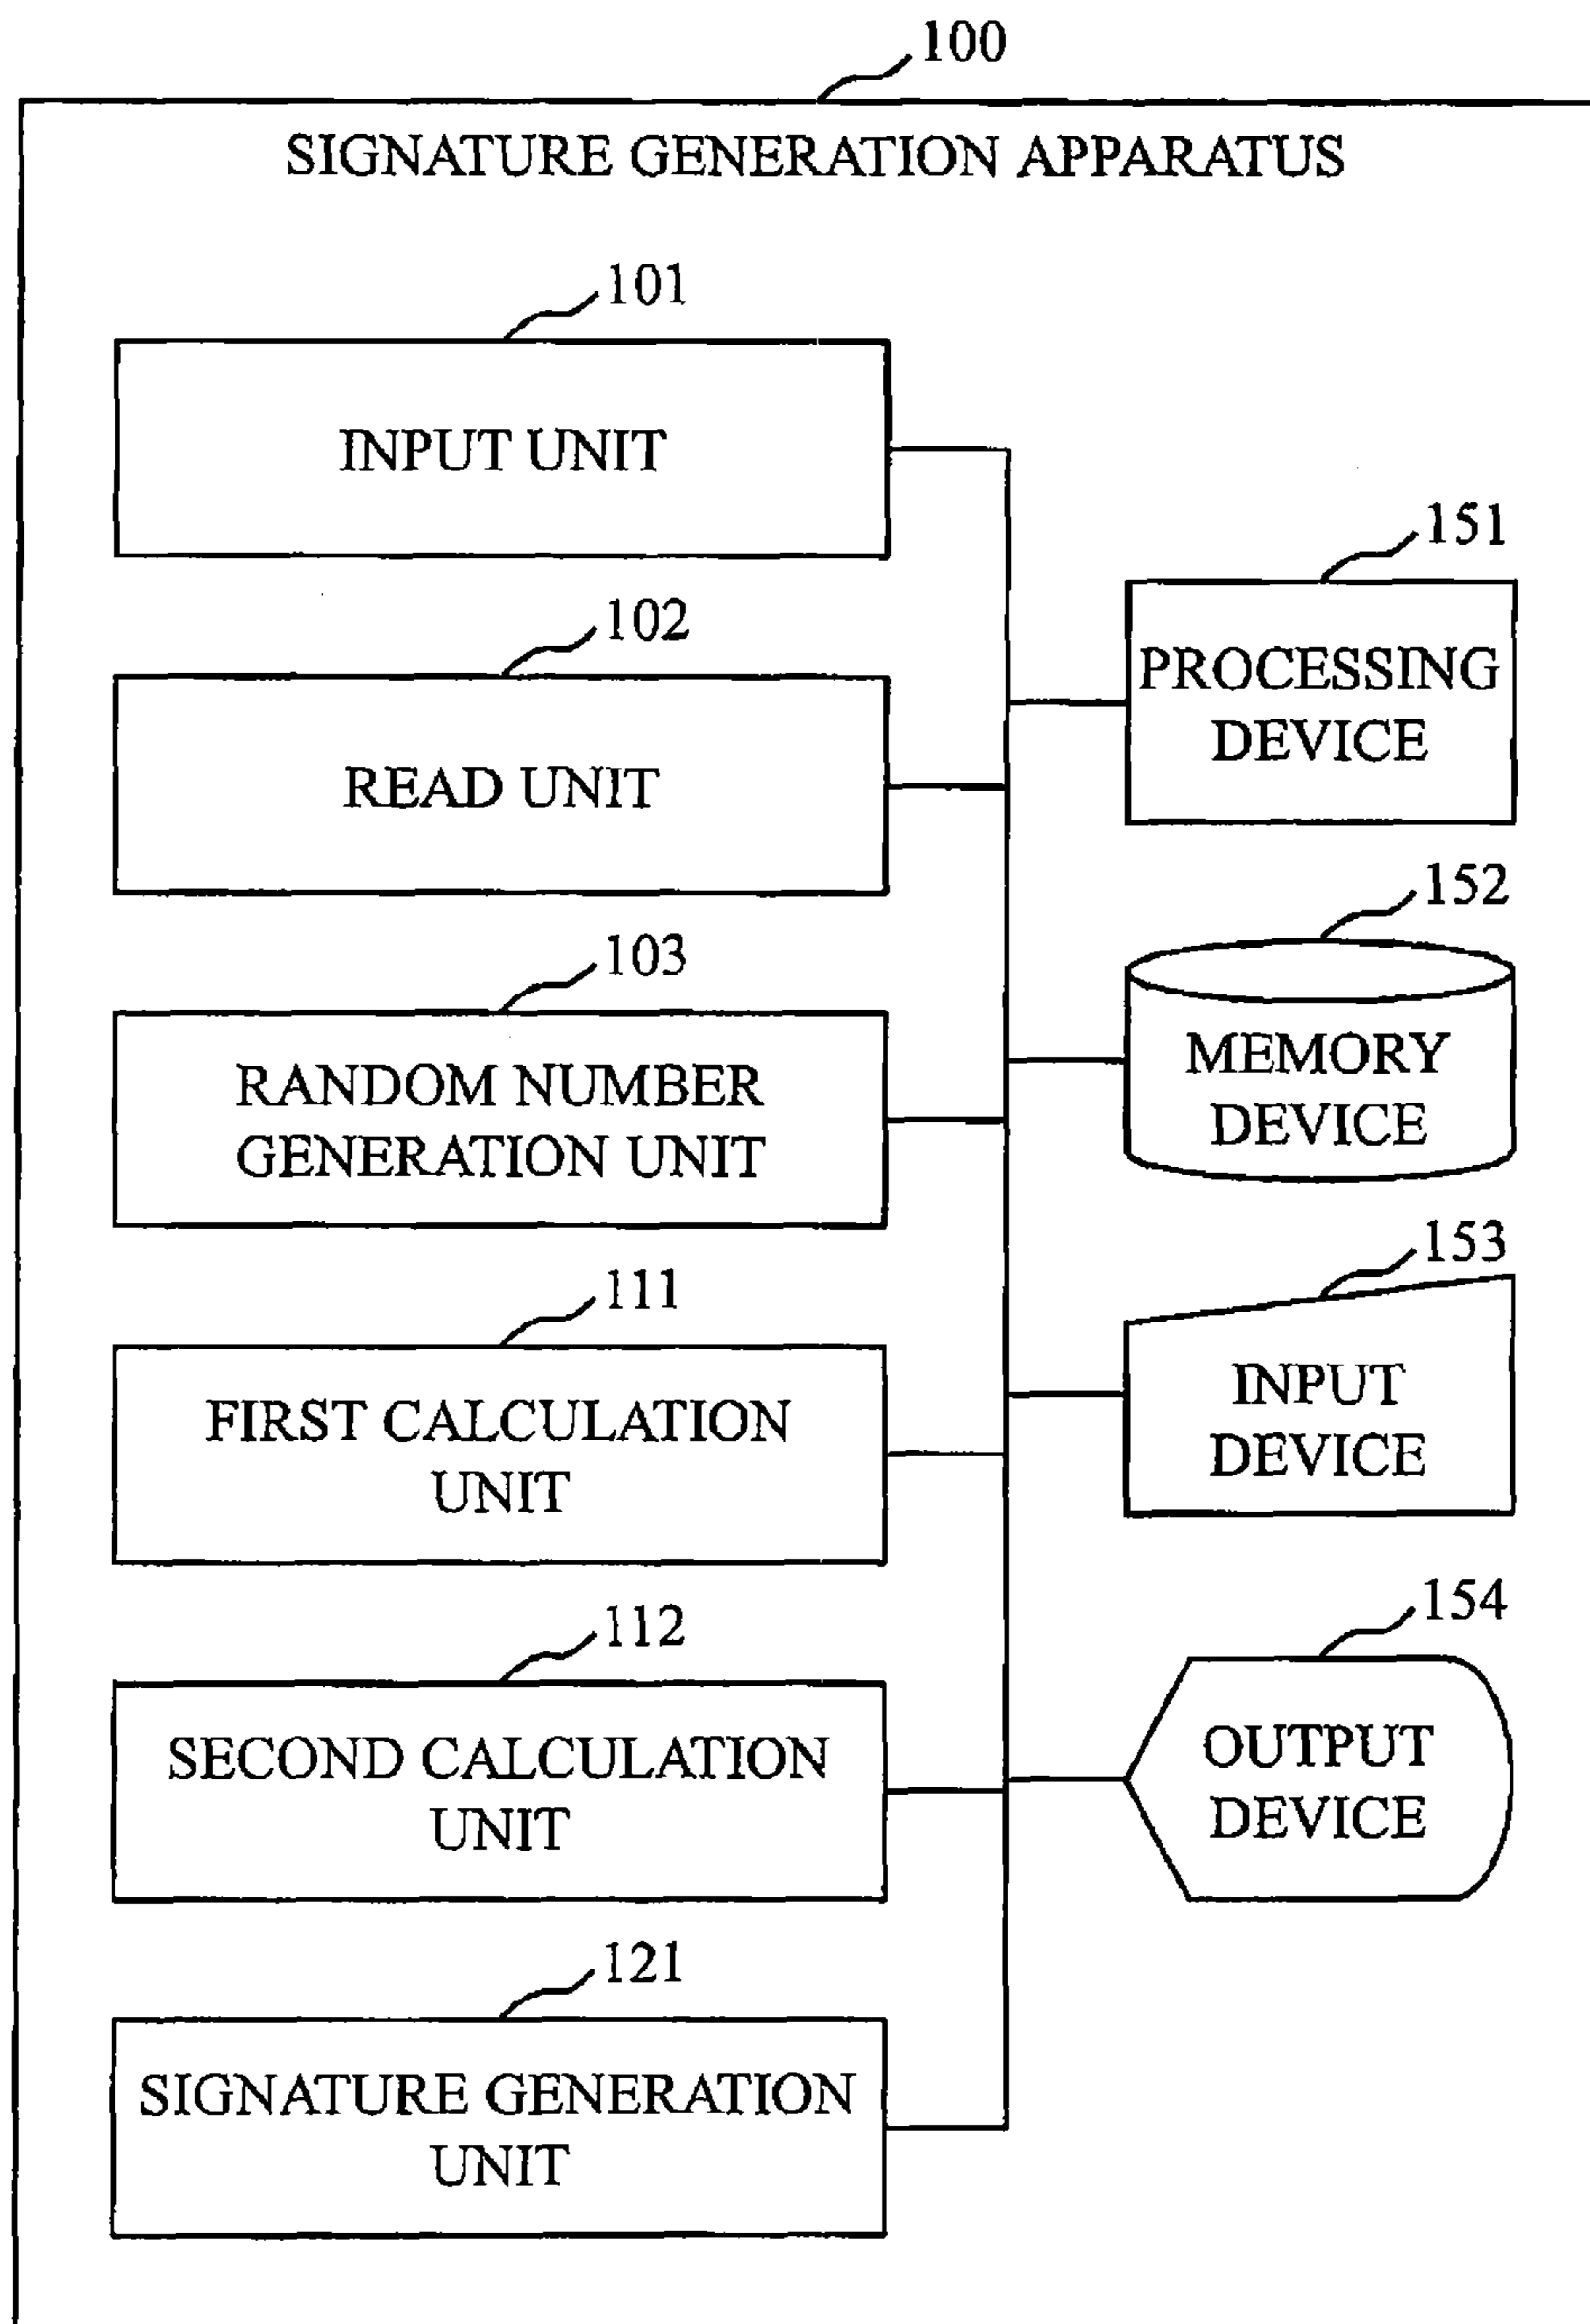 100
SIGNATURE GENERATION APPARATUS
101
INPUT UNIT
102
READ UNIT
103
RANDOM NUMBER
GENERATION UNIT
111
FIRST CALCULATION
UNIT
112
SECOND CALCULATION
UNIT
121
SIGNATURE GENERATION
UNIT
151
PROCESSING
DEVICE
152
MEMORY
DEVICE
153
INPUT
DEVICE
154
OUTPUT
DEVICE